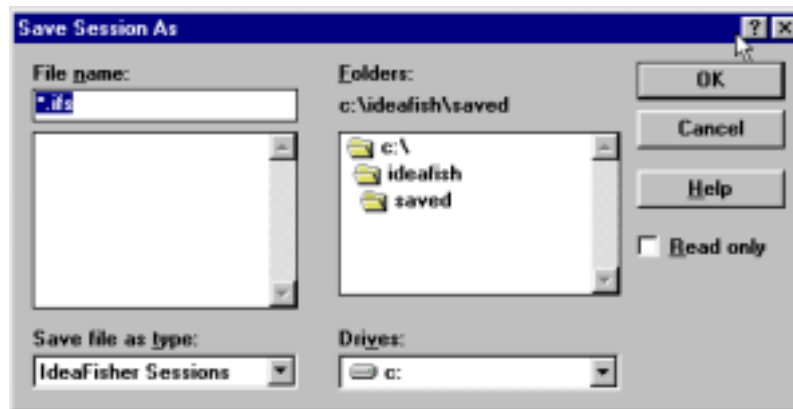 Save Session As
File name:
*.ifs
Folders:
c:\ideafish\saved
c:\
ideafish
saved
OK
Cancel
Help
Read only
Save file as type:
IdeaFisher Sessions
Drives:
c: